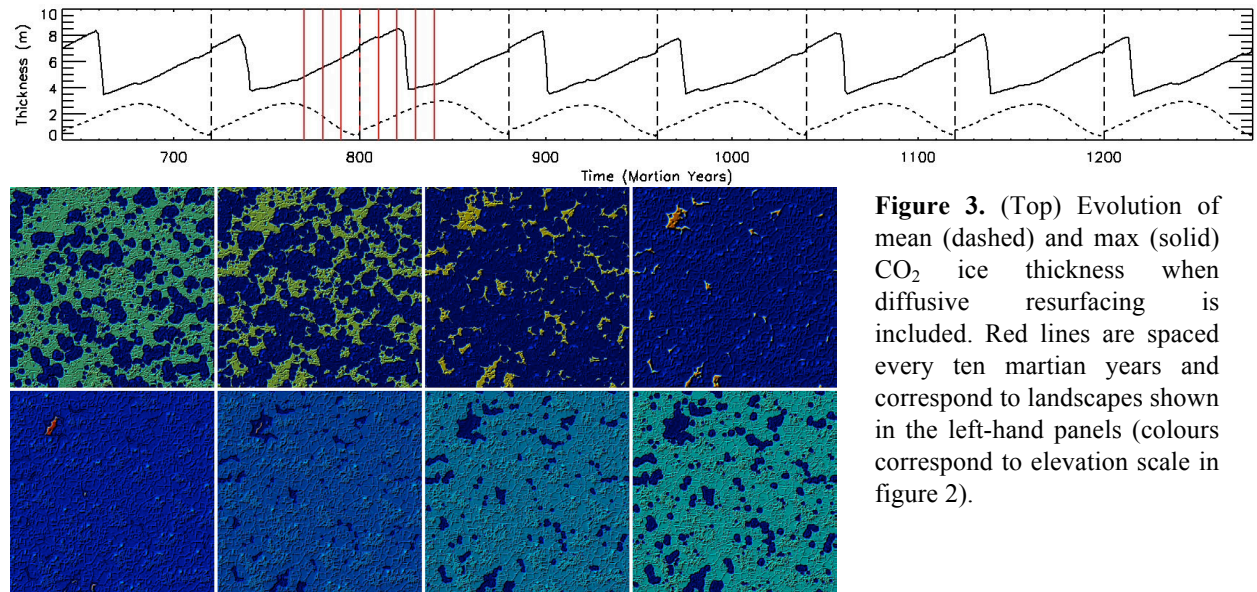 10
8
6
4
2
0
Thickness (m)
700
800
900
1000
1100
1200
Time (Martian Years)
Figure 3. (Top) Evolution of
mean (dashed) and max (solid)
CO₂ ice thickness when
diffusive resurfacing is
included. Red lines are spaced
every ten martian years and
correspond to landscapes shown
in the left-hand panels (colours
correspond to elevation scale in
figure 2).